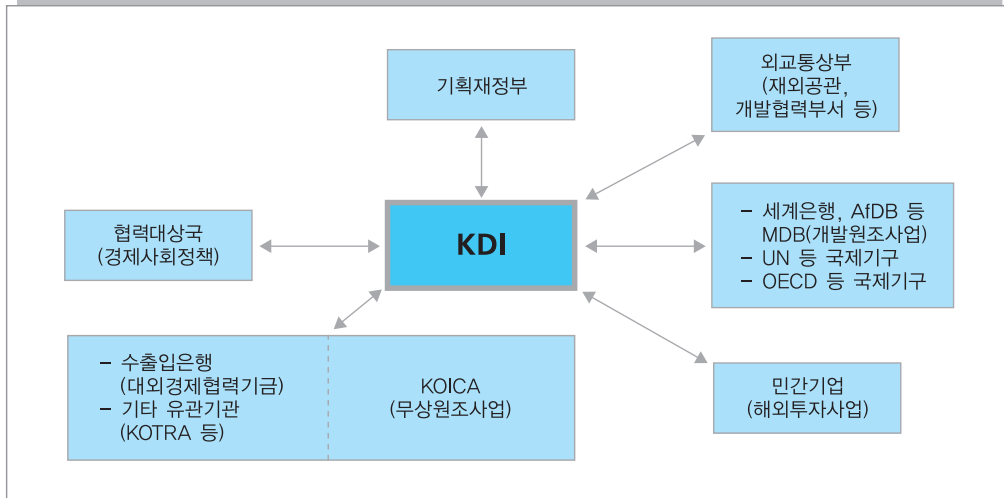 기획재정부
외교통상부
(재외공관,
개발협력부서 등)
협력대상국
(경제사회정책)
KDI
– 세계은행, AfDB 등
MDB(개발원조사업)
– UN 등 국제기구
– OECD 등 국제기구
– 수출입은행
(대외경제협력기금)
– 기타 유관기관
(KOTRA 등)
KOICA
(무상원조사업)
민간기업
(해외투자사업)